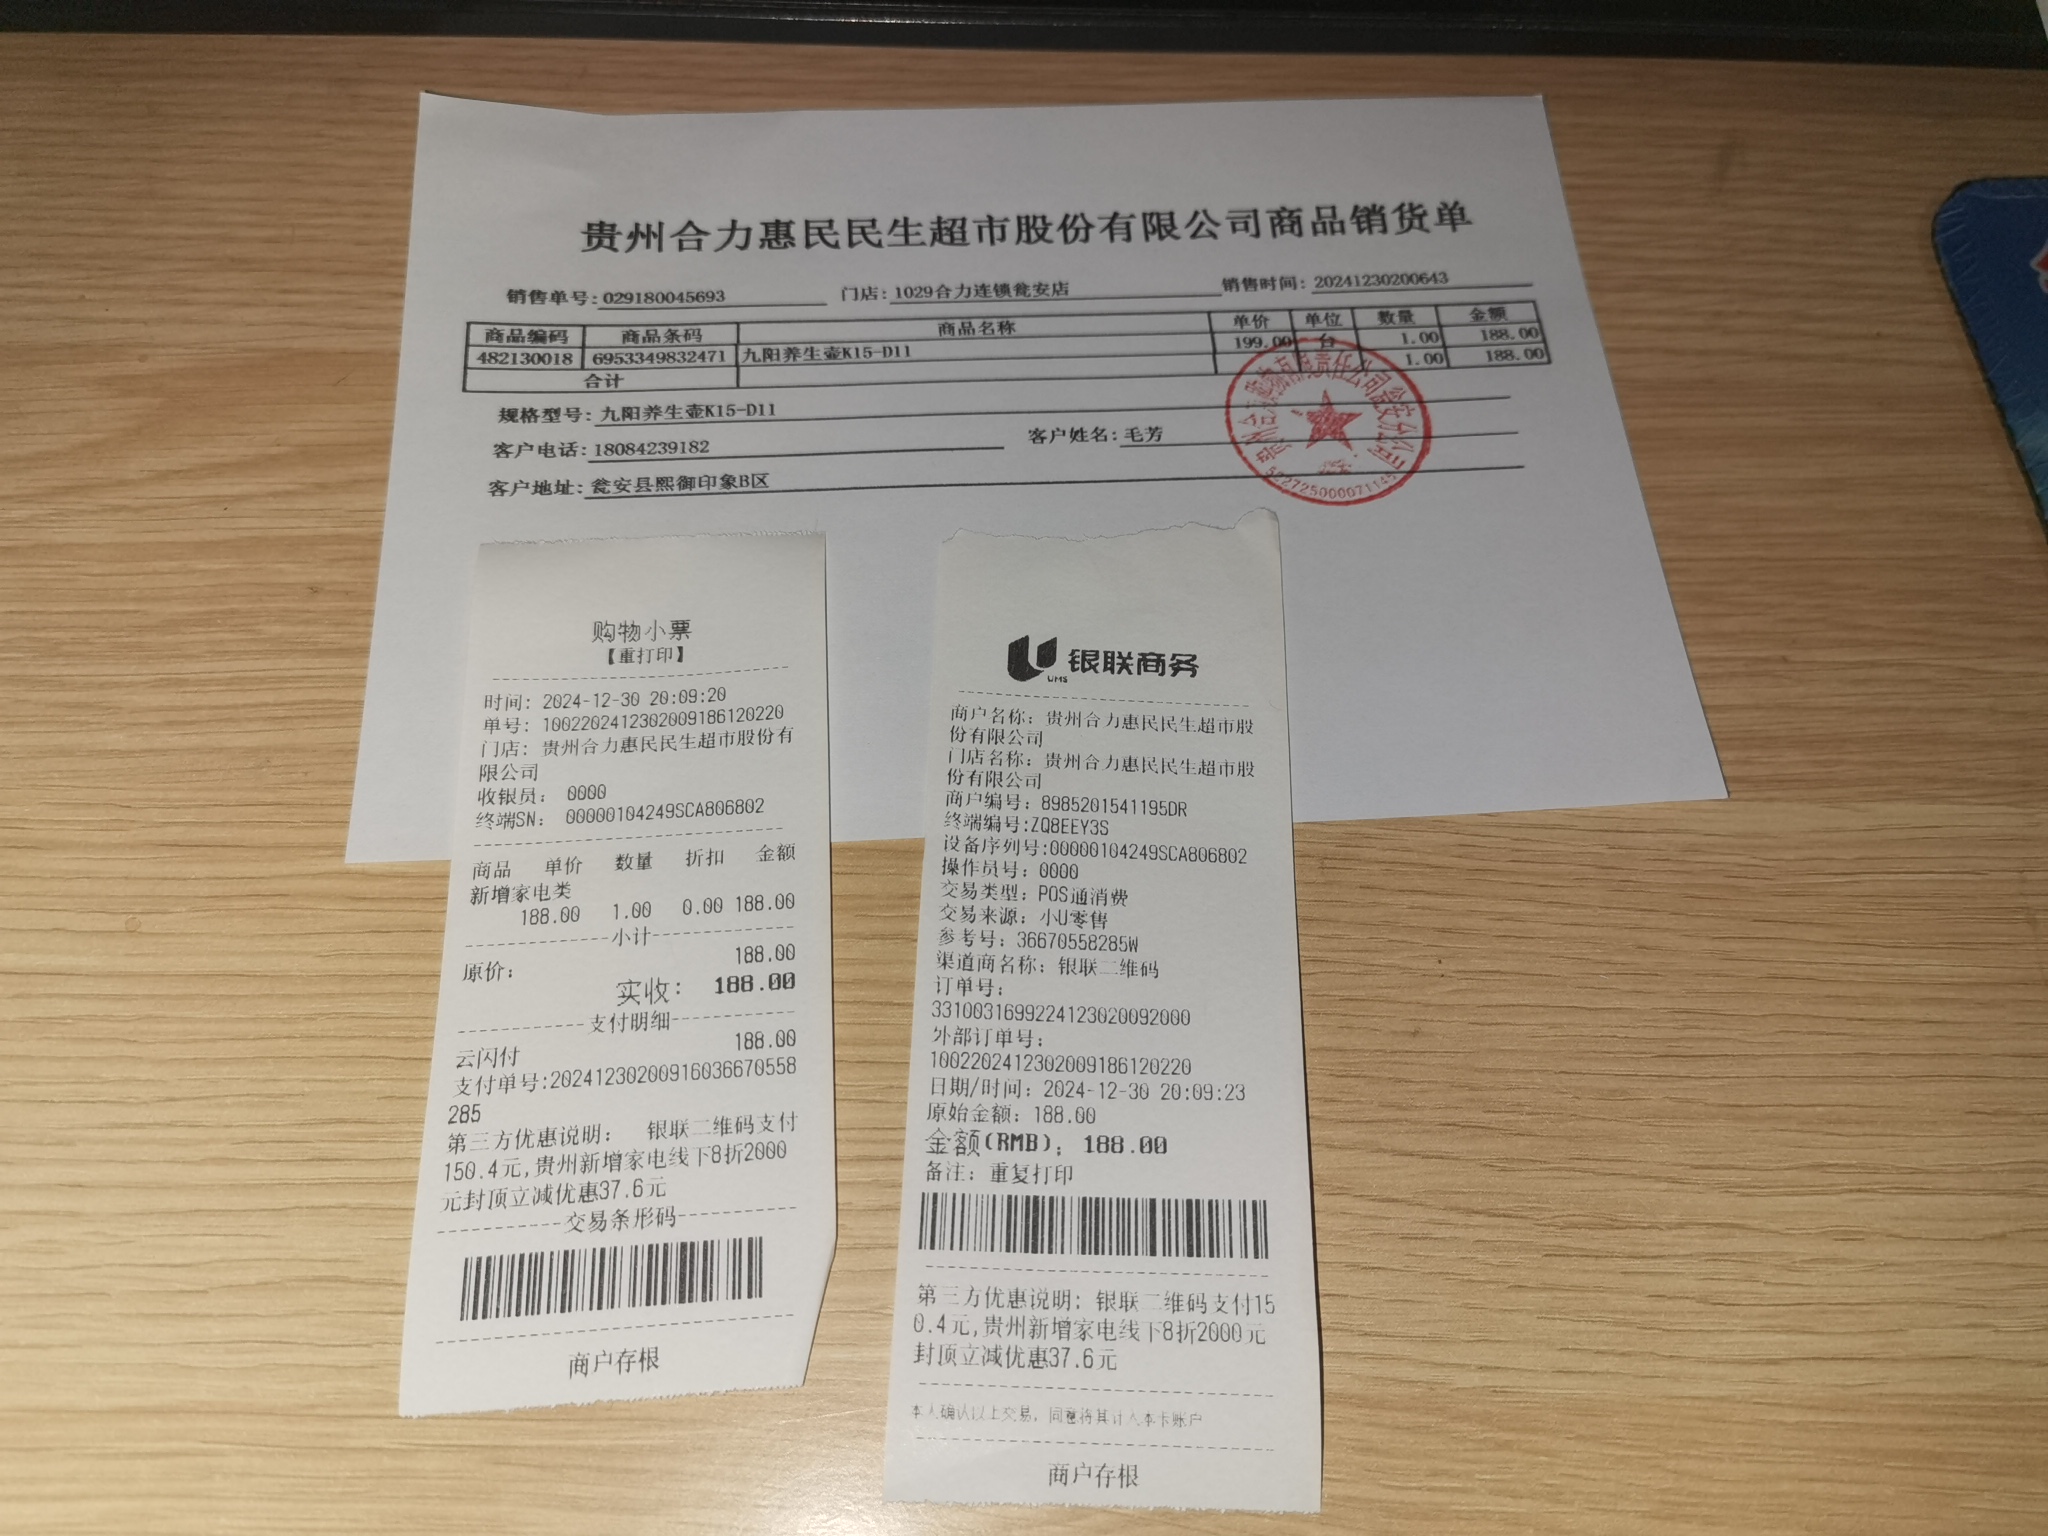 贵州合力惠民民生超市股份有限公司商品销货单
销售单号: 029180045693 门店: 1029合力连锁瓮安店 销售时间: 20241230200643
商品编码 商品条码 商品名称 单价 单位 数量 金额
482130018 6953349832471 九阳养生壶K15-D11 199.00 台 1.00 188.00
合计 1.00 188.00
规格型号: 九阳养生壶K15-D11
客户电话: 18084239182 客户姓名: 毛芳
客户地址: 瓮安县熙御印象B区
购物小票
【重打印】
时间: 2024-12-30 20:09:20
单号: 1002202412302009186120220
门店: 贵州合力惠民民生超市股份有
限公司
收银员: 0000
终端SN: 00000104249SCA806802
商品 单价 数量 折扣 金额
新增家电类
188.00 1.00 0.00 188.00
小计
原价: 188.00
实收: 188.00
支付明细
云闪付 188.00
支付单号:20241230200916036670558
285
第三方优惠说明: 银联二维码支付
150.4元,贵州新增家电线下8折2000
元封顶立减优惠37.6元
交易条形码
商户存根
UMS 银联商务
商户名称: 贵州合力惠民民生超市股
份有限公司
门店名称: 贵州合力惠民民生超市股
份有限公司
商户编号: 8985201541195DR
终端编号:ZQ8EEY3S
设备序列号:00000104249SCA806802
操作员号: 0000
交易类型: POS通消费
交易来源: 小U零售
参考号: 36670558285W
渠道商名称: 银联二维码
订单号:
3310031699224123020092000
外部订单号:
1002202412302009186120220
日期/时间: 2024-12-30 20:09:23
原始金额: 188.00
金额(RMB): 188.00
备注: 重复打印
第三方优惠说明: 银联二维码支付15
0.4元,贵州新增家电线下8折2000元
封顶立减优惠37.6元
本人确认以上交易, 同意将其计入本卡账户
商户存根